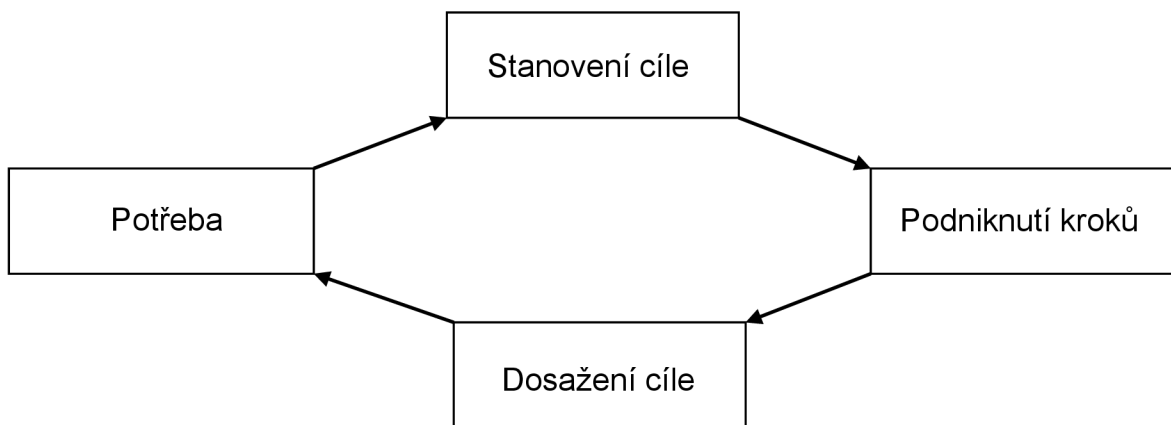 Stanovení cíle
Potřeba
Podniknutí kroků
Dosažení cíle